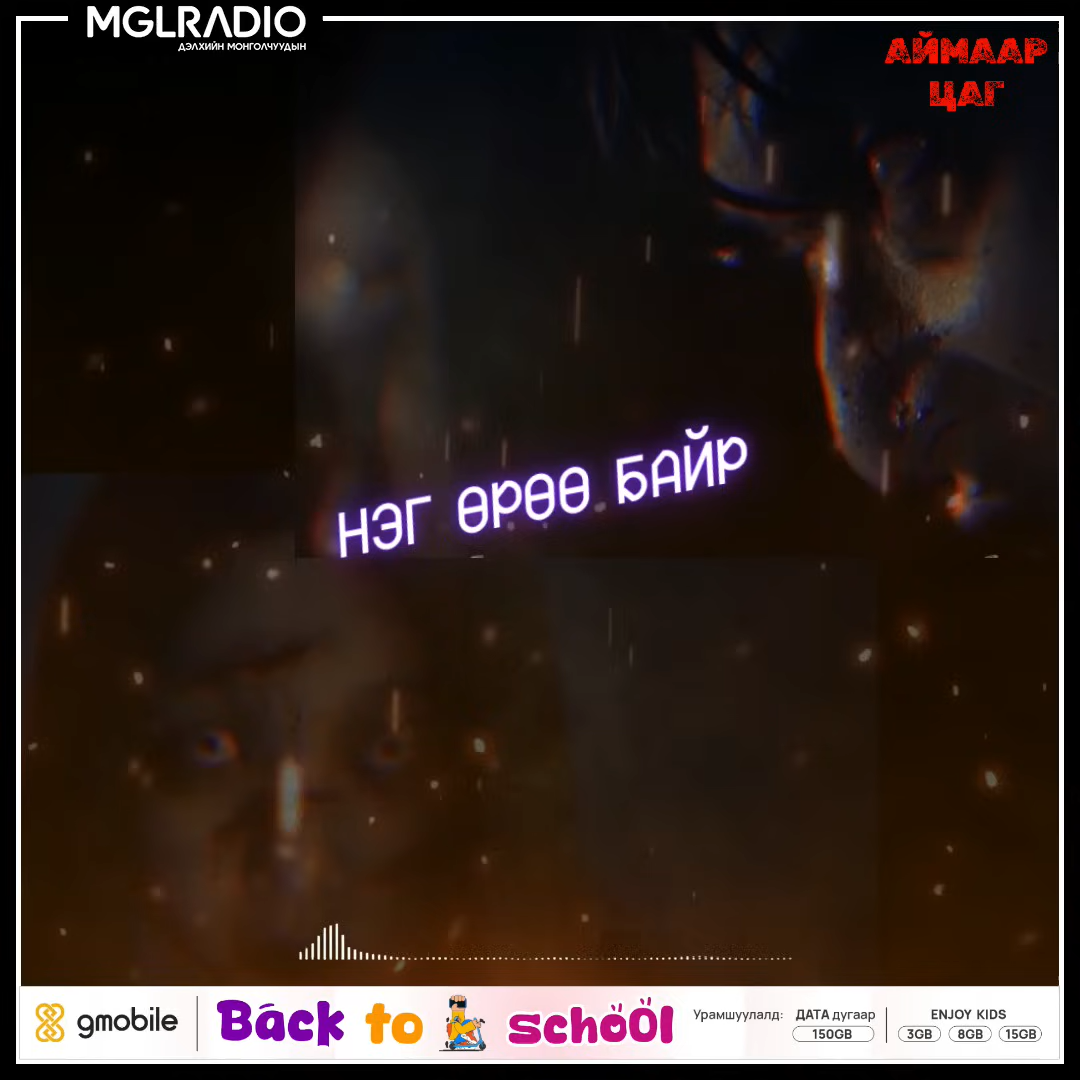 MGLRADIO
ДЭЛХИЙН МОНГОЛЧУУДЫН
АЙМААР
ЦАГ
НЭГ ӨРӨӨ БАЙР
gmobile
Back to school
Урамшуулалд:
ДАТА дугаар
150GB
ENJOY KIDS
3GB 8GB 15GB